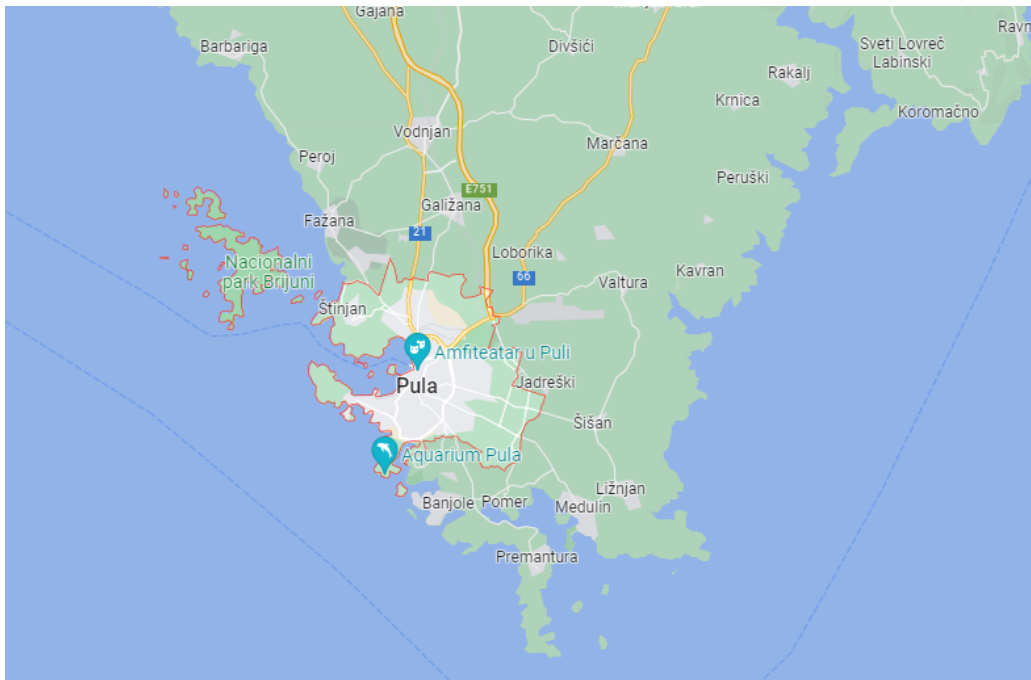 Gajana
Barbariga
Divšići
Sveti Lovreč
Labinski
Rakalj
Krnica
Koromačno
Vodnjan
Marčana
Peroj
Peruški
E751
Galižana
Fažana
21
Loborika
Nacionalni
park Brijuni
66
Kavran
Valtura
Štinjan
Amfiteatar u Puli
Pula
Jadreški
Šišan
Aquarium Pula
Ližnjan
Banjole
Pomer
Medulin
Premantura